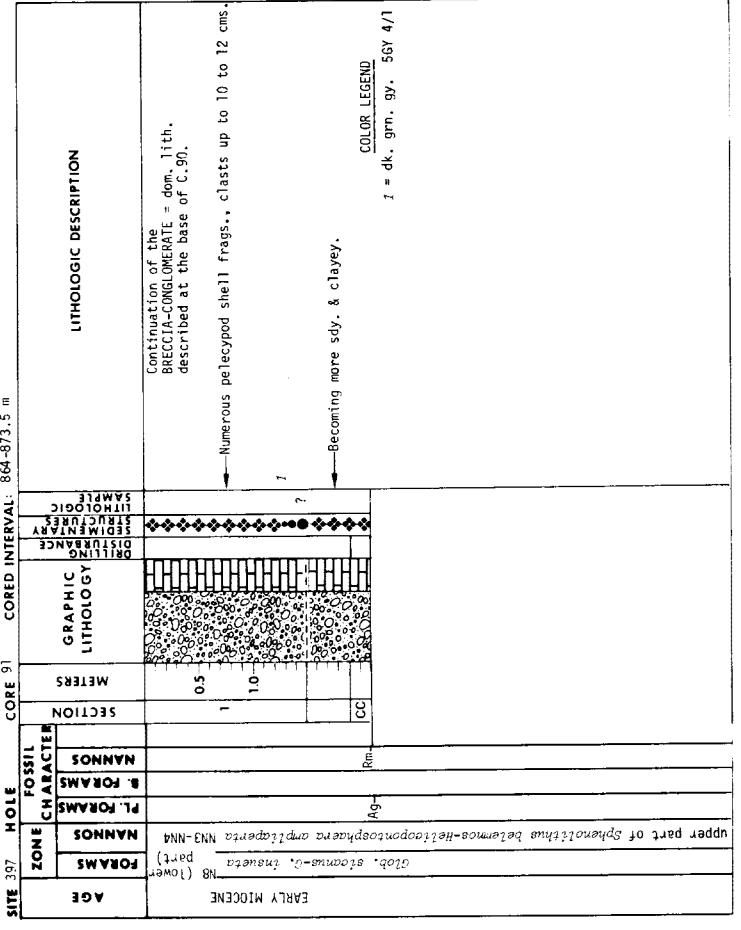 SITE 397 HOLE CORE 91 CORED INTERVAL: 864-873.5 m
AGE
ZONE
FORAMS
NANNOS
FOSSIL CHARACTER
PL. FORAMS
B. FORAMS
NANNOS
SECTION
METERS
GRAPHIC LITHOLOGY
DRILLING DISTURBANCE
SEDIMENTARY STRUCTURES
LITHOLOGIC SAMPLE
LITHOLOGIC DESCRIPTION
EARLY MIOCENE
N8 (lower part)
Glob. sicanus-G. insueta
upper part of Sphenolithus belemnos-Helicopontosphaera ampliaperta NN3-NN4
Ag-
Rm-
1
CC
0.5
1.0
?
1
Continuation of the
BRECCIA-CONGLOMERATE = dom. lith.
described at the base of C.90.
Numerous pelecypod shell frags., clasts up to 10 to 12 cms.
Becoming more sdy. & clayey.
COLOR LEGEND
1 = dk. grn. gy. 5GY 4/1